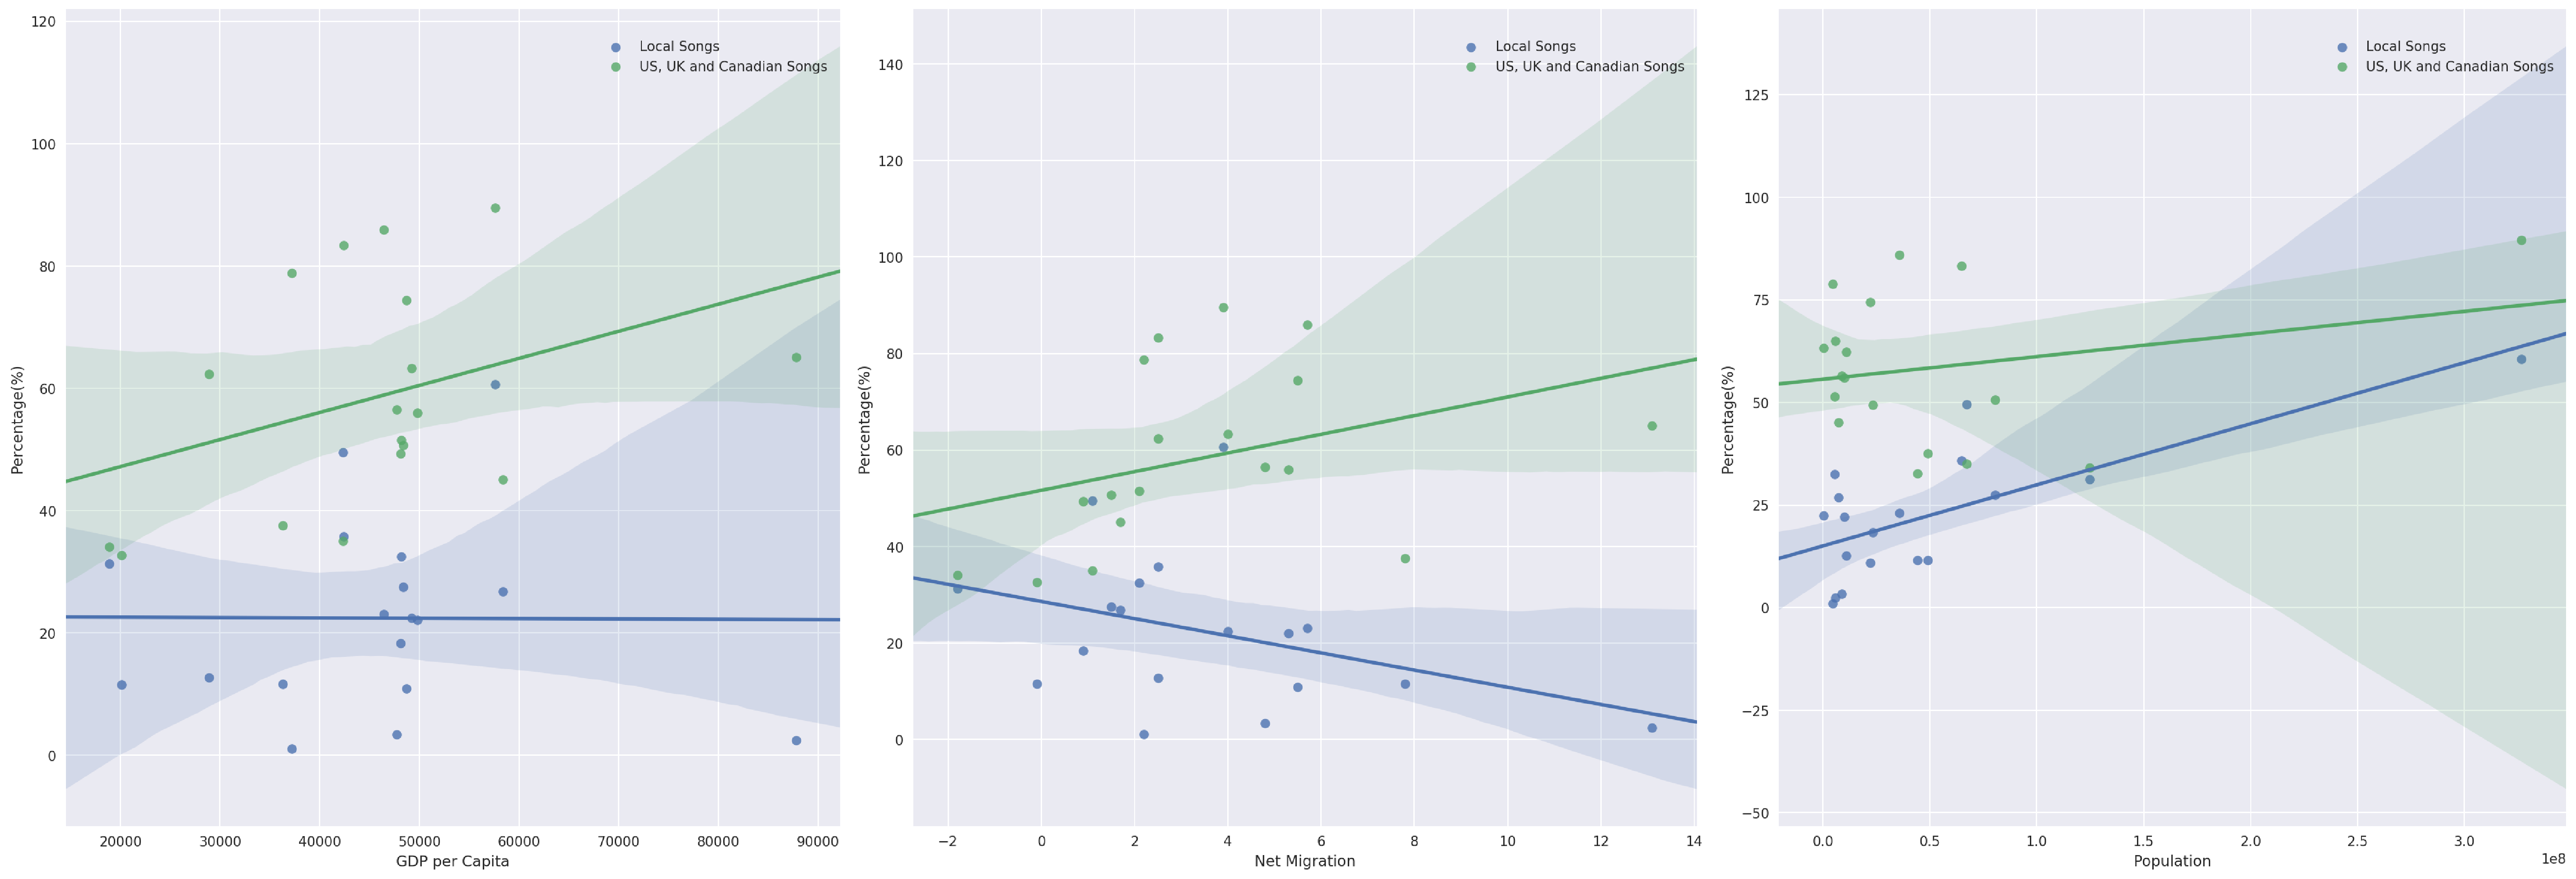 120
100
80
60
40
20
0
Percentage(%)
Local Songs
US, UK and Canadian Songs
20000 30000 40000 50000 60000 70000 80000 90000
GDP per Capita
140
120
100
80
60
40
20
0
Percentage(%)
Local Songs
US, UK and Canadian Songs
−2 0 2 4 6 8 10 12 14
Net Migration
125
100
75
50
25
0
−25
−50
Percentage(%)
Local Songs
US, UK and Canadian Songs
0.0 0.5 1.0 1.5 2.0 2.5 3.0
1e8
Population